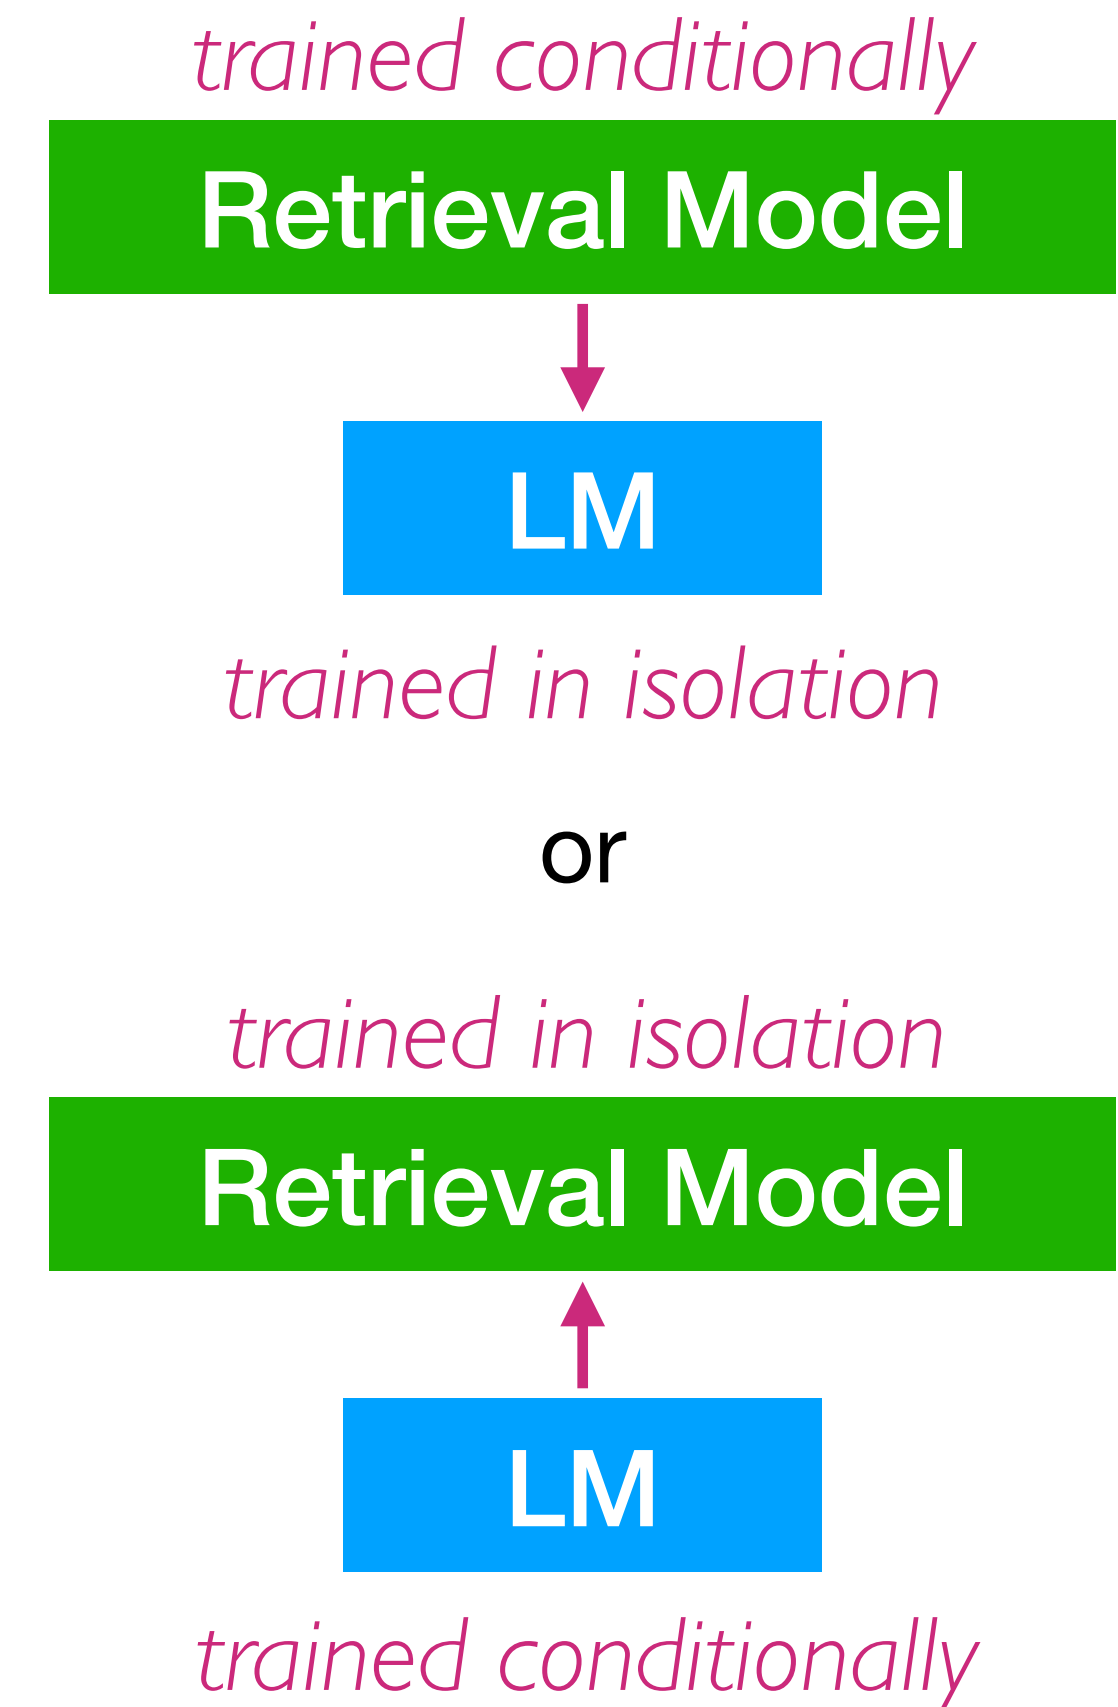 trained conditionally
Retrieval Model
LM
trained in isolation
or
trained in isolation
Retrieval Model
LM
trained conditionally